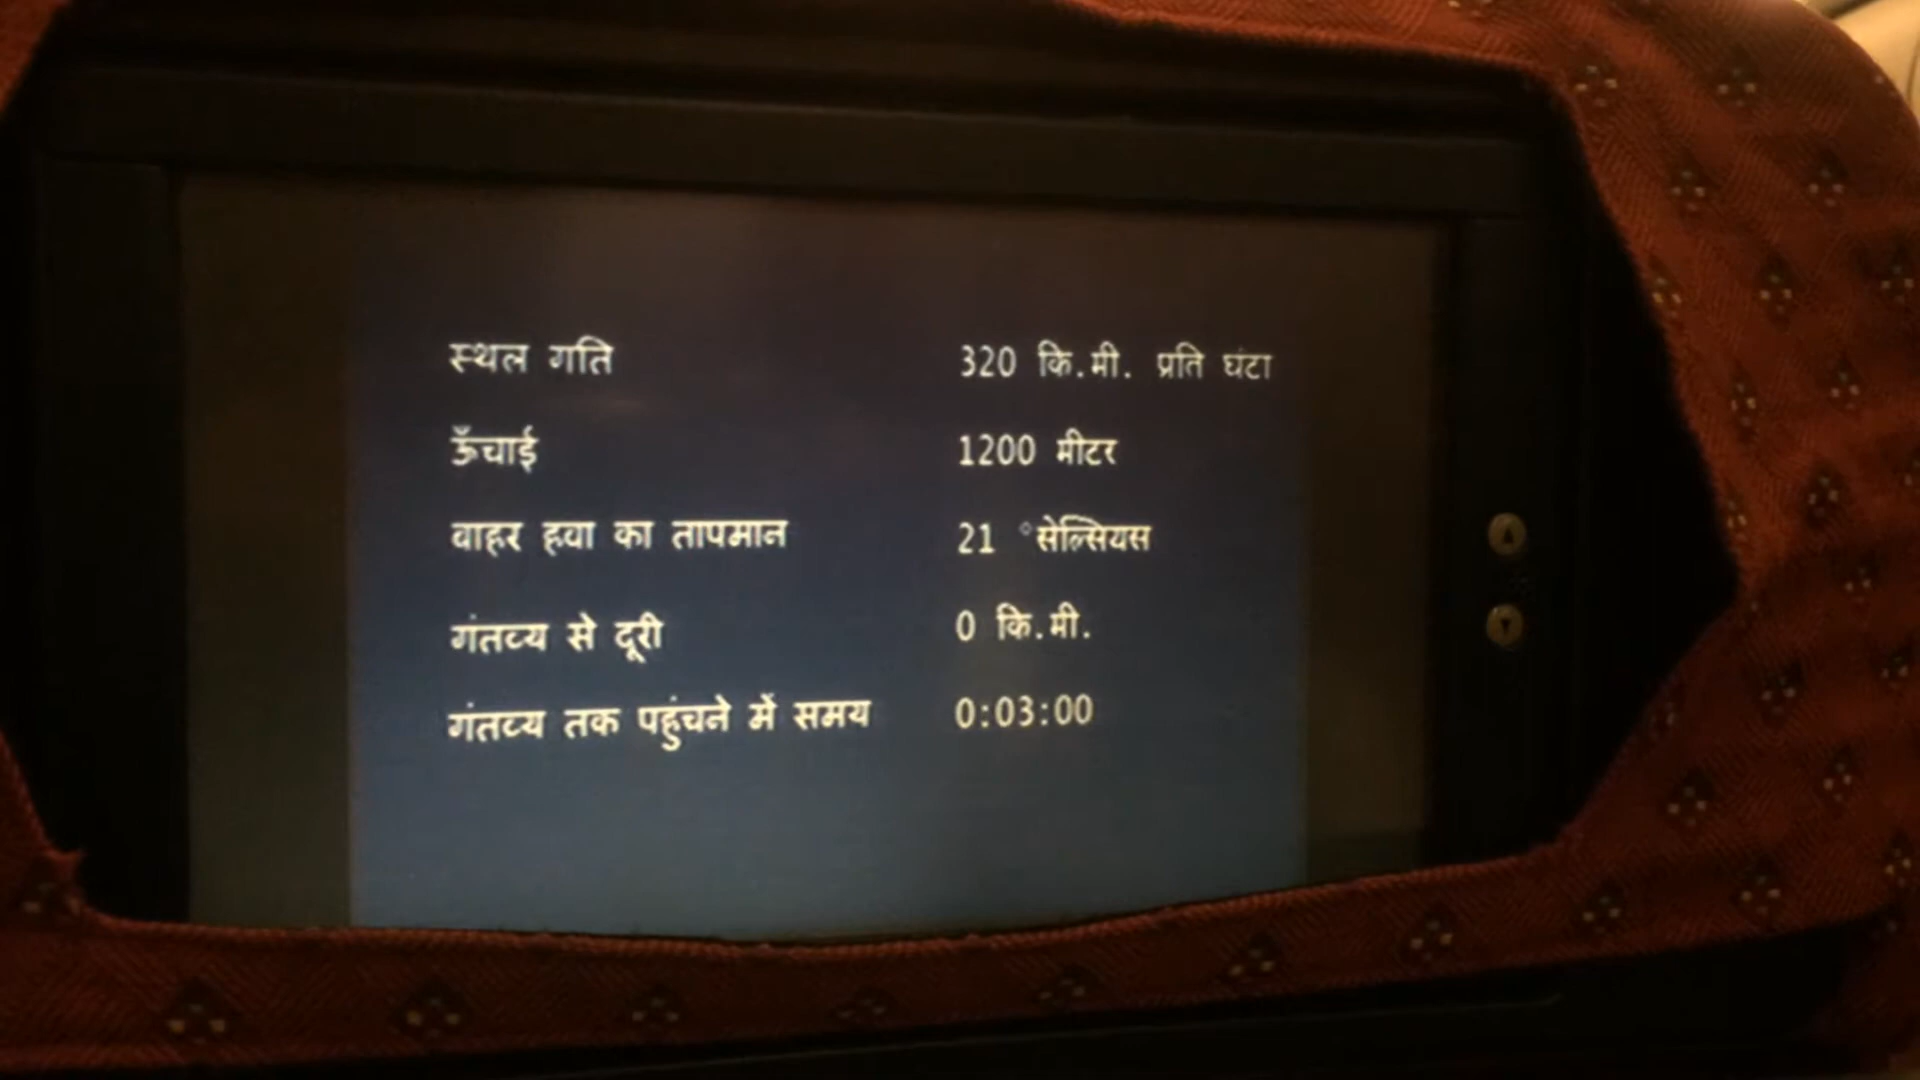 स्थल गति 320 कि.मी. प्रति घंटा
ऊँचाई 1200 मीटर
बाहर हवा का तापमान 21 °सेल्सियस
गंतव्य से दूरी 0 कि.मी.
गंतव्य तक पहुंचने में समय 0:03:00